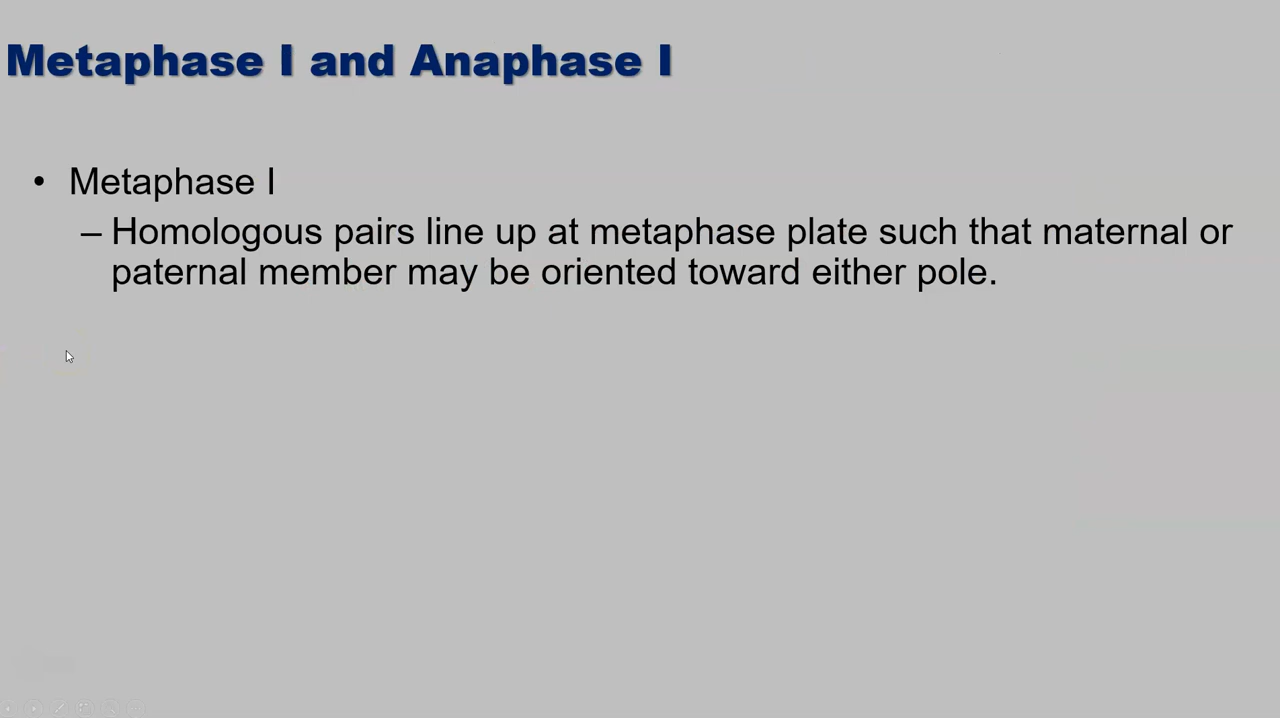 Metaphase I and Anaphase I
• Metaphase I
– Homologous pairs line up at metaphase plate such that maternal or
paternal member may be oriented toward either pole.